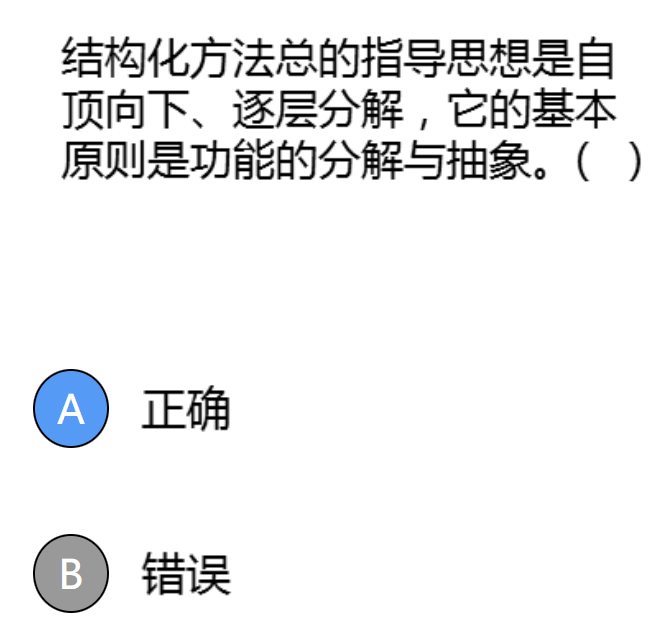 结构化方法总的指导思想是自
顶向下、逐层分解，它的基本
原则是功能的分解与抽象。(   )
A 正确
B 错误